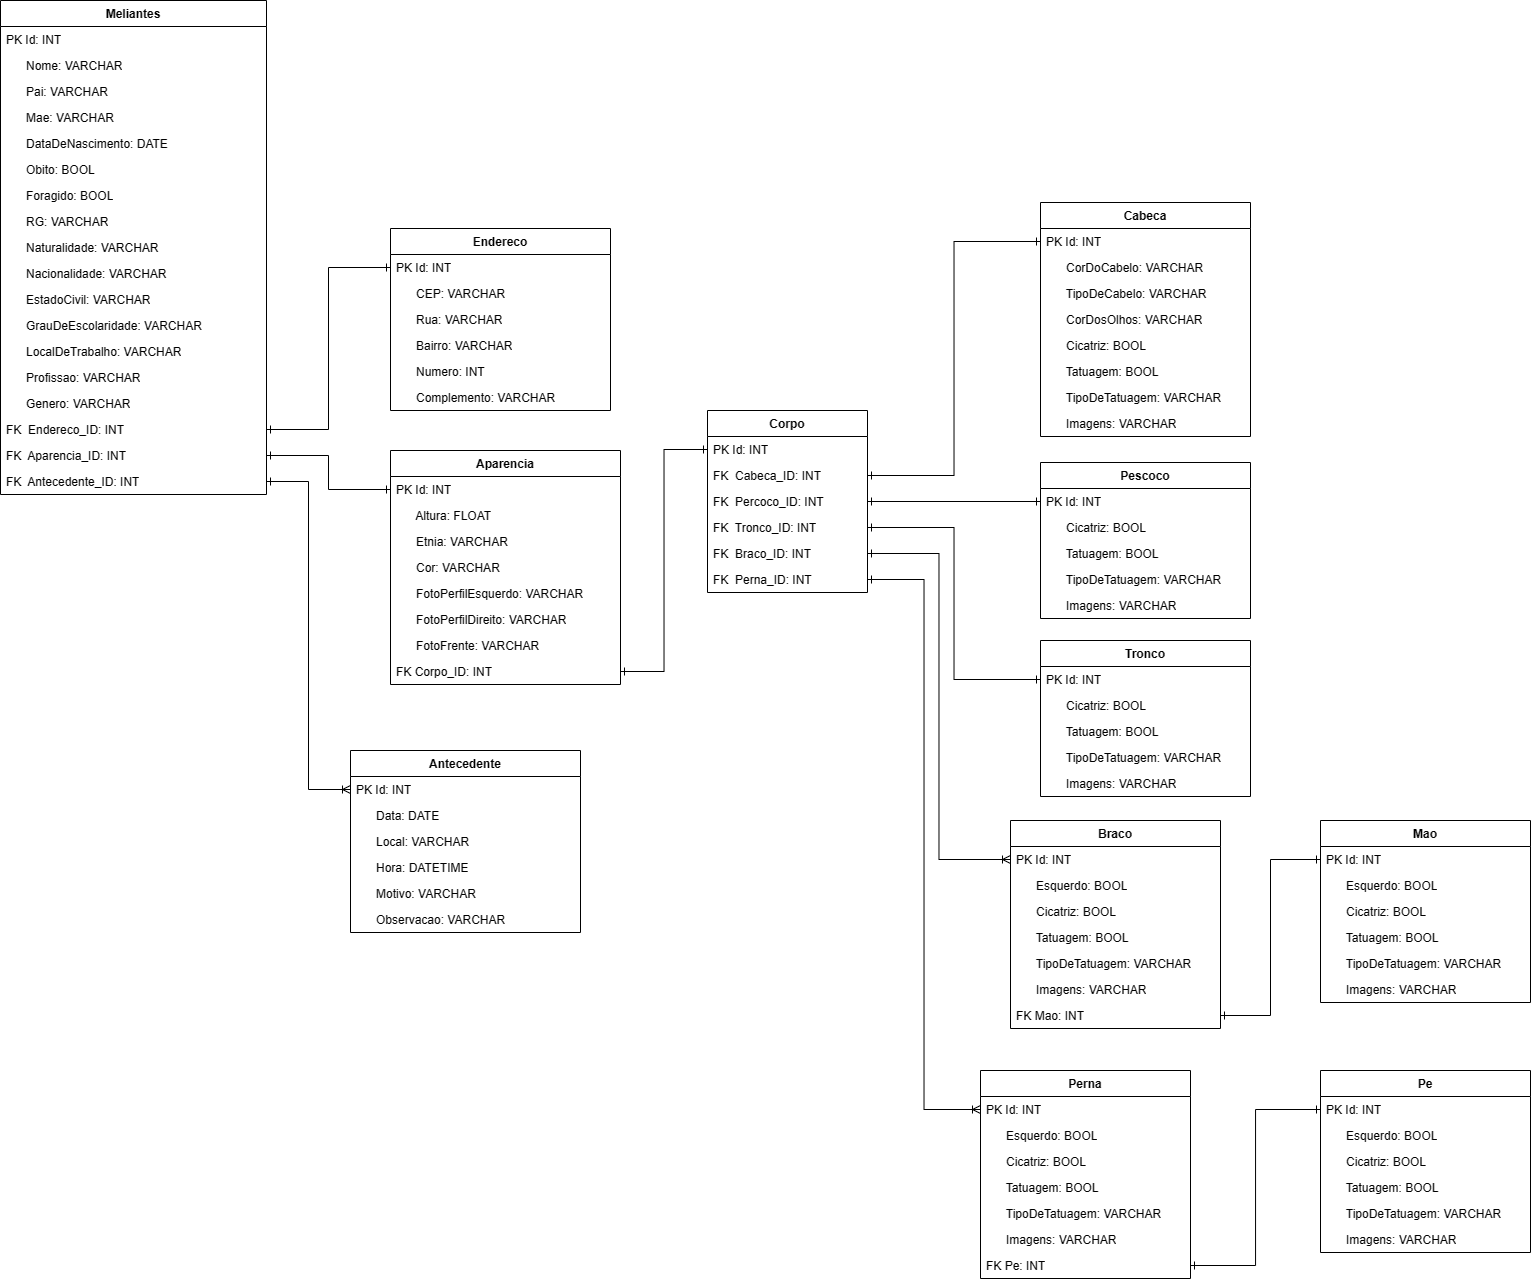 Meliantes
PK Id: INT
Nome: VARCHAR
Pai: VARCHAR
Mae: VARCHAR
DataDeNascimento: DATE
Obito: BOOL
Foragido: BOOL
RG: VARCHAR
Naturalidade: VARCHAR
Nacionalidade: VARCHAR
EstadoCivil: VARCHAR
GrauDeEscolaridade: VARCHAR
LocalDeTrabalho: VARCHAR
Profissao: VARCHAR
Genero: VARCHAR
FK Endereco_ID: INT
FK Aparencia_ID: INT
FK Antecedente_ID: INT
Endereco
PK Id: INT
CEP: VARCHAR
Rua: VARCHAR
Bairro: VARCHAR
Numero: INT
Complemento: VARCHAR
Aparencia
PK Id: INT
Altura: FLOAT
Etnia: VARCHAR
Cor: VARCHAR
FotoPerfilEsquerdo: VARCHAR
FotoPerfilDireito: VARCHAR
FotoFrente: VARCHAR
FK Corpo_ID: INT
Antecedente
PK Id: INT
Data: DATE
Local: VARCHAR
Hora: DATETIME
Motivo: VARCHAR
Observacao: VARCHAR
Corpo
PK Id: INT
FK Cabeca_ID: INT
FK Percoco_ID: INT
FK Tronco_ID: INT
FK Braco_ID: INT
FK Perna_ID: INT
Cabeca
PK Id: INT
CorDoCabelo: VARCHAR
TipoDeCabelo: VARCHAR
CorDosOlhos: VARCHAR
Cicatriz: BOOL
Tatuagem: BOOL
TipoDeTatuagem: VARCHAR
Imagens: VARCHAR
Pescoco
PK Id: INT
Cicatriz: BOOL
Tatuagem: BOOL
TipoDeTatuagem: VARCHAR
Imagens: VARCHAR
Tronco
PK Id: INT
Cicatriz: BOOL
Tatuagem: BOOL
TipoDeTatuagem: VARCHAR
Imagens: VARCHAR
Braco
PK Id: INT
Esquerdo: BOOL
Cicatriz: BOOL
Tatuagem: BOOL
TipoDeTatuagem: VARCHAR
Imagens: VARCHAR
FK Mao: INT
Mao
PK Id: INT
Esquerdo: BOOL
Cicatriz: BOOL
Tatuagem: BOOL
TipoDeTatuagem: VARCHAR
Imagens: VARCHAR
Perna
PK Id: INT
Esquerdo: BOOL
Cicatriz: BOOL
Tatuagem: BOOL
TipoDeTatuagem: VARCHAR
Imagens: VARCHAR
FK Pe: INT
Pe
PK Id: INT
Esquerdo: BOOL
Cicatriz: BOOL
Tatuagem: BOOL
TipoDeTatuagem: VARCHAR
Imagens: VARCHAR